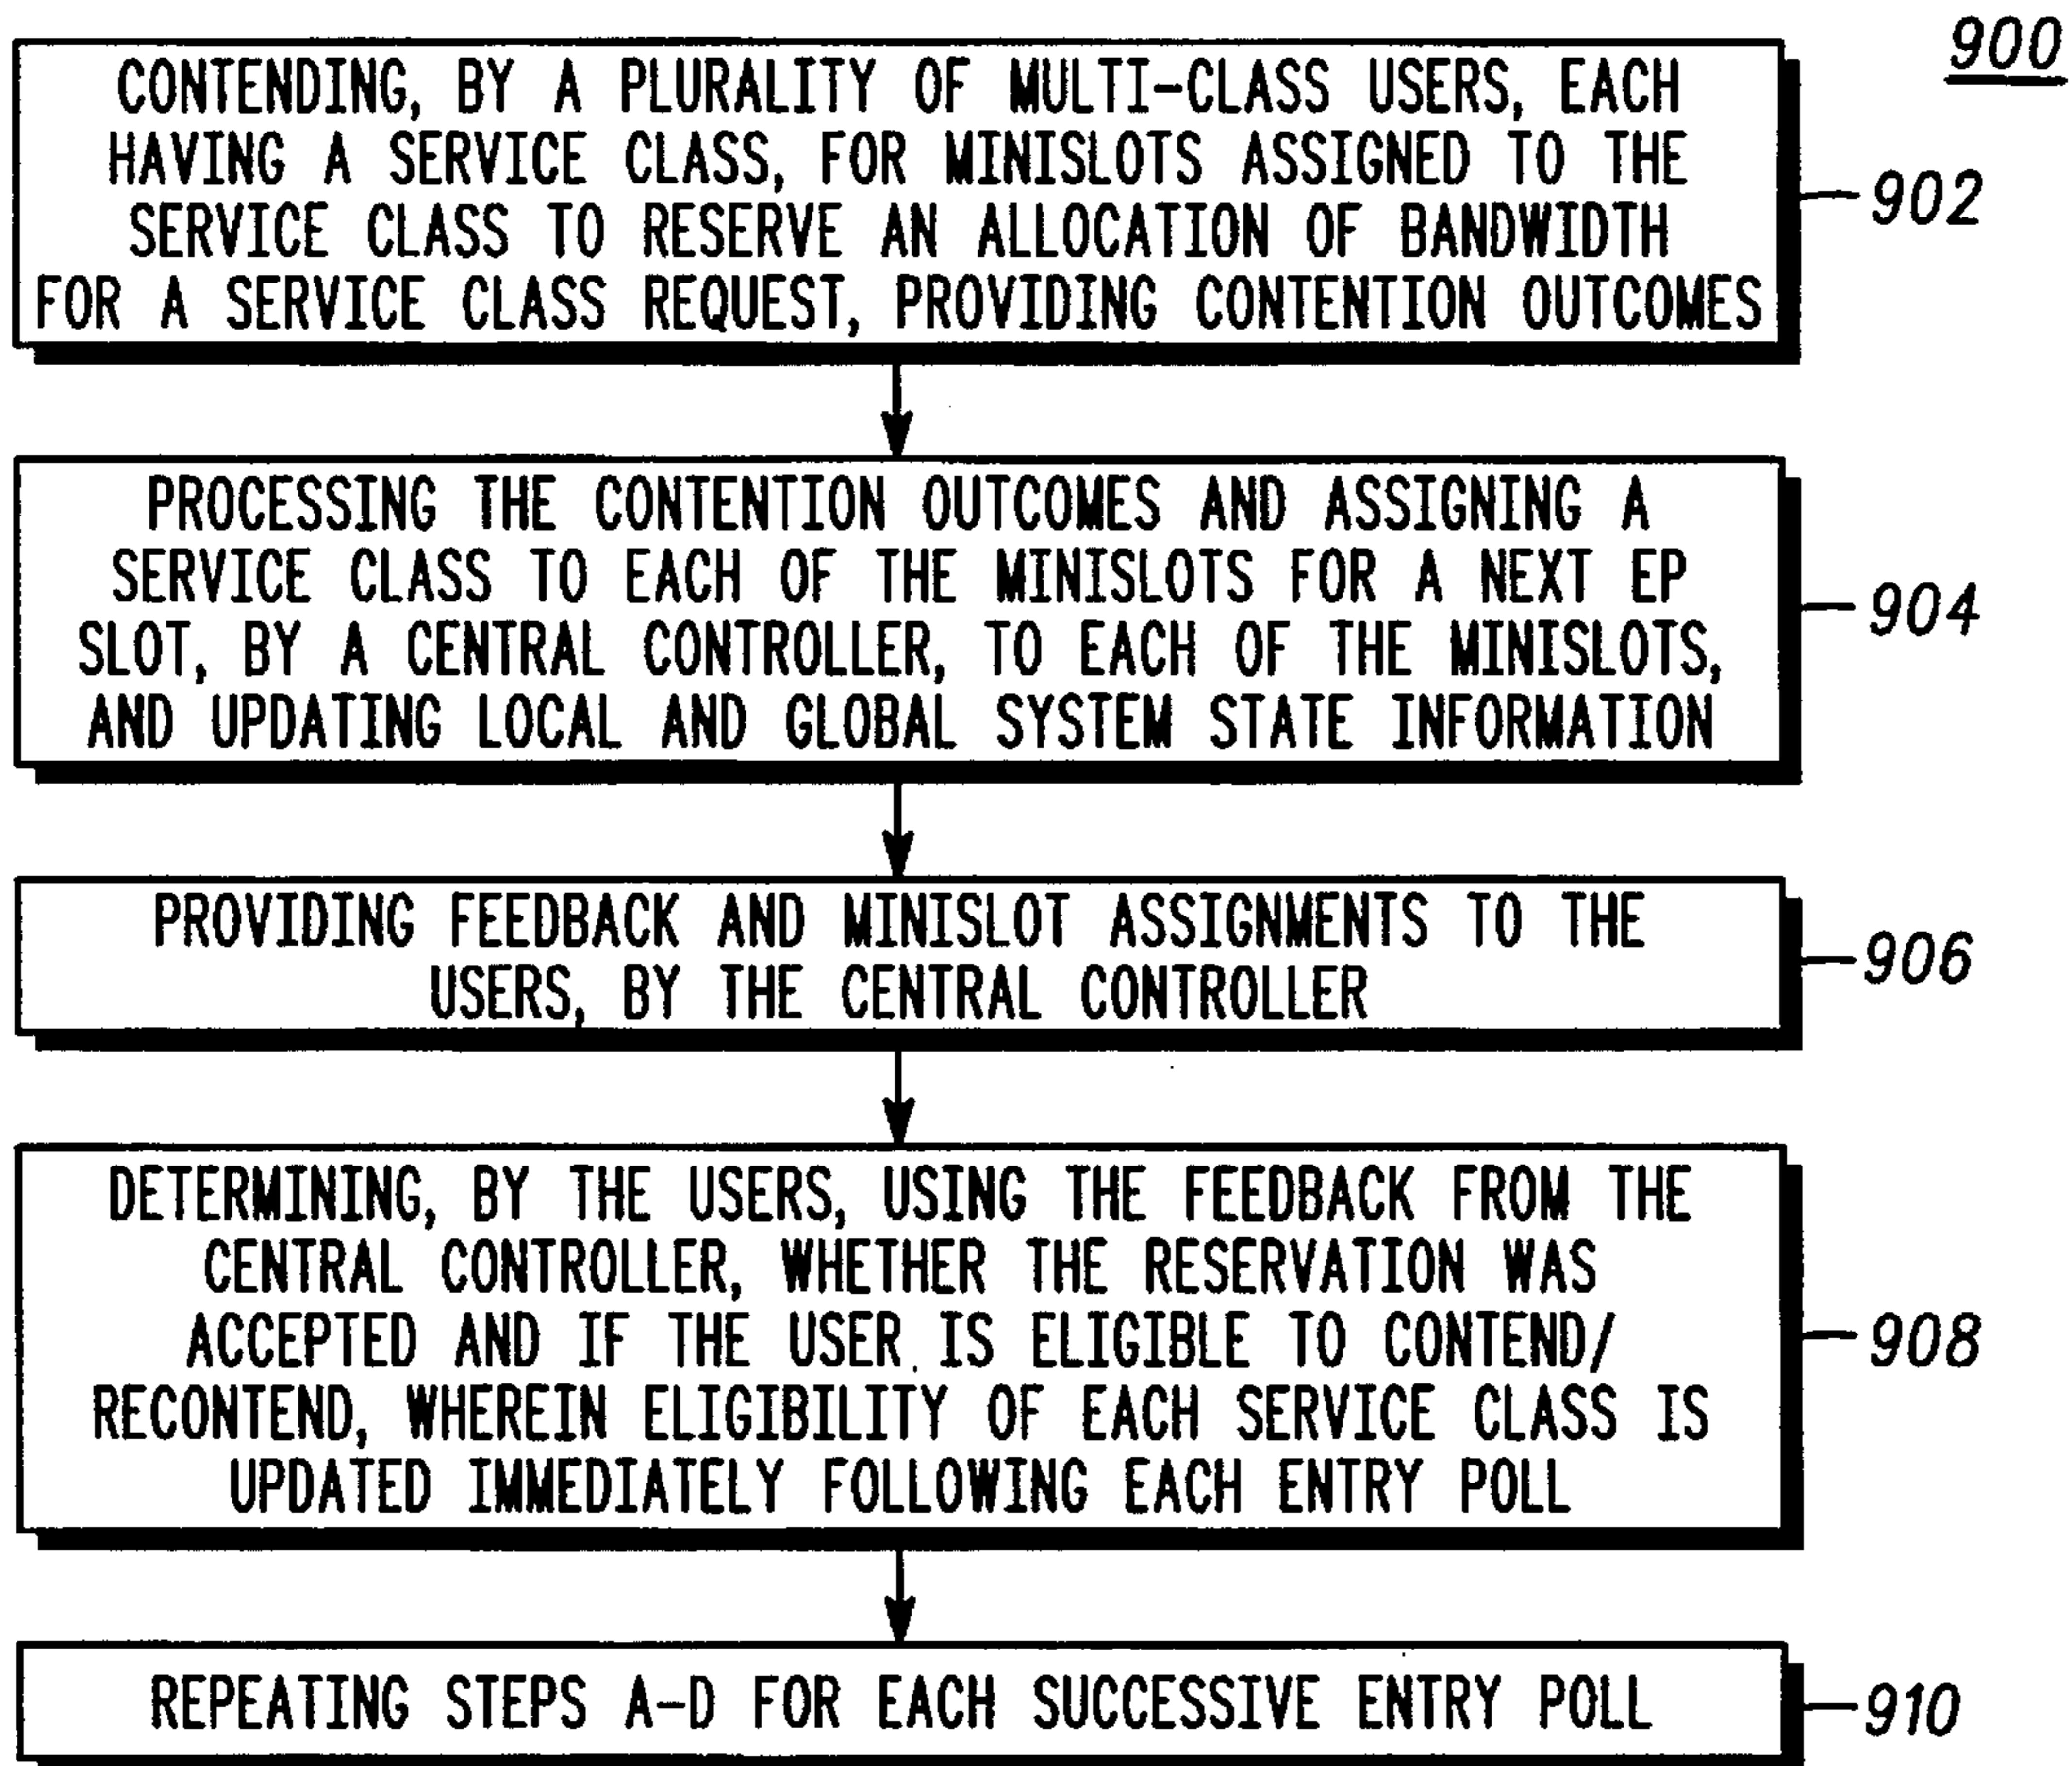 900
CONTENDING, BY A PLURALITY OF MULTI-CLASS USERS, EACH
HAVING A SERVICE CLASS, FOR MINISLOTS ASSIGNED TO THE
SERVICE CLASS TO RESERVE AN ALLOCATION OF BANDWIDTH
FOR A SERVICE CLASS REQUEST, PROVIDING CONTENTION OUTCOMES
902
PROCESSING THE CONTENTION OUTCOMES AND ASSIGNING A
SERVICE CLASS TO EACH OF THE MINISLOTS FOR A NEXT EP
SLOT, BY A CENTRAL CONTROLLER, TO EACH OF THE MINISLOTS,
AND UPDATING LOCAL AND GLOBAL SYSTEM STATE INFORMATION
904
PROVIDING FEEDBACK AND MINISLOT ASSIGNMENTS TO THE
USERS, BY THE CENTRAL CONTROLLER
906
DETERMINING, BY THE USERS, USING THE FEEDBACK FROM THE
CENTRAL CONTROLLER, WHETHER THE RESERVATION WAS
ACCEPTED AND IF THE USER IS ELIGIBLE TO CONTEND/
RECONTEND, WHEREIN ELIGIBILITY OF EACH SERVICE CLASS IS
UPDATED IMMEDIATELY FOLLOWING EACH ENTRY POLL
908
REPEATING STEPS A-D FOR EACH SUCCESSIVE ENTRY POLL
910